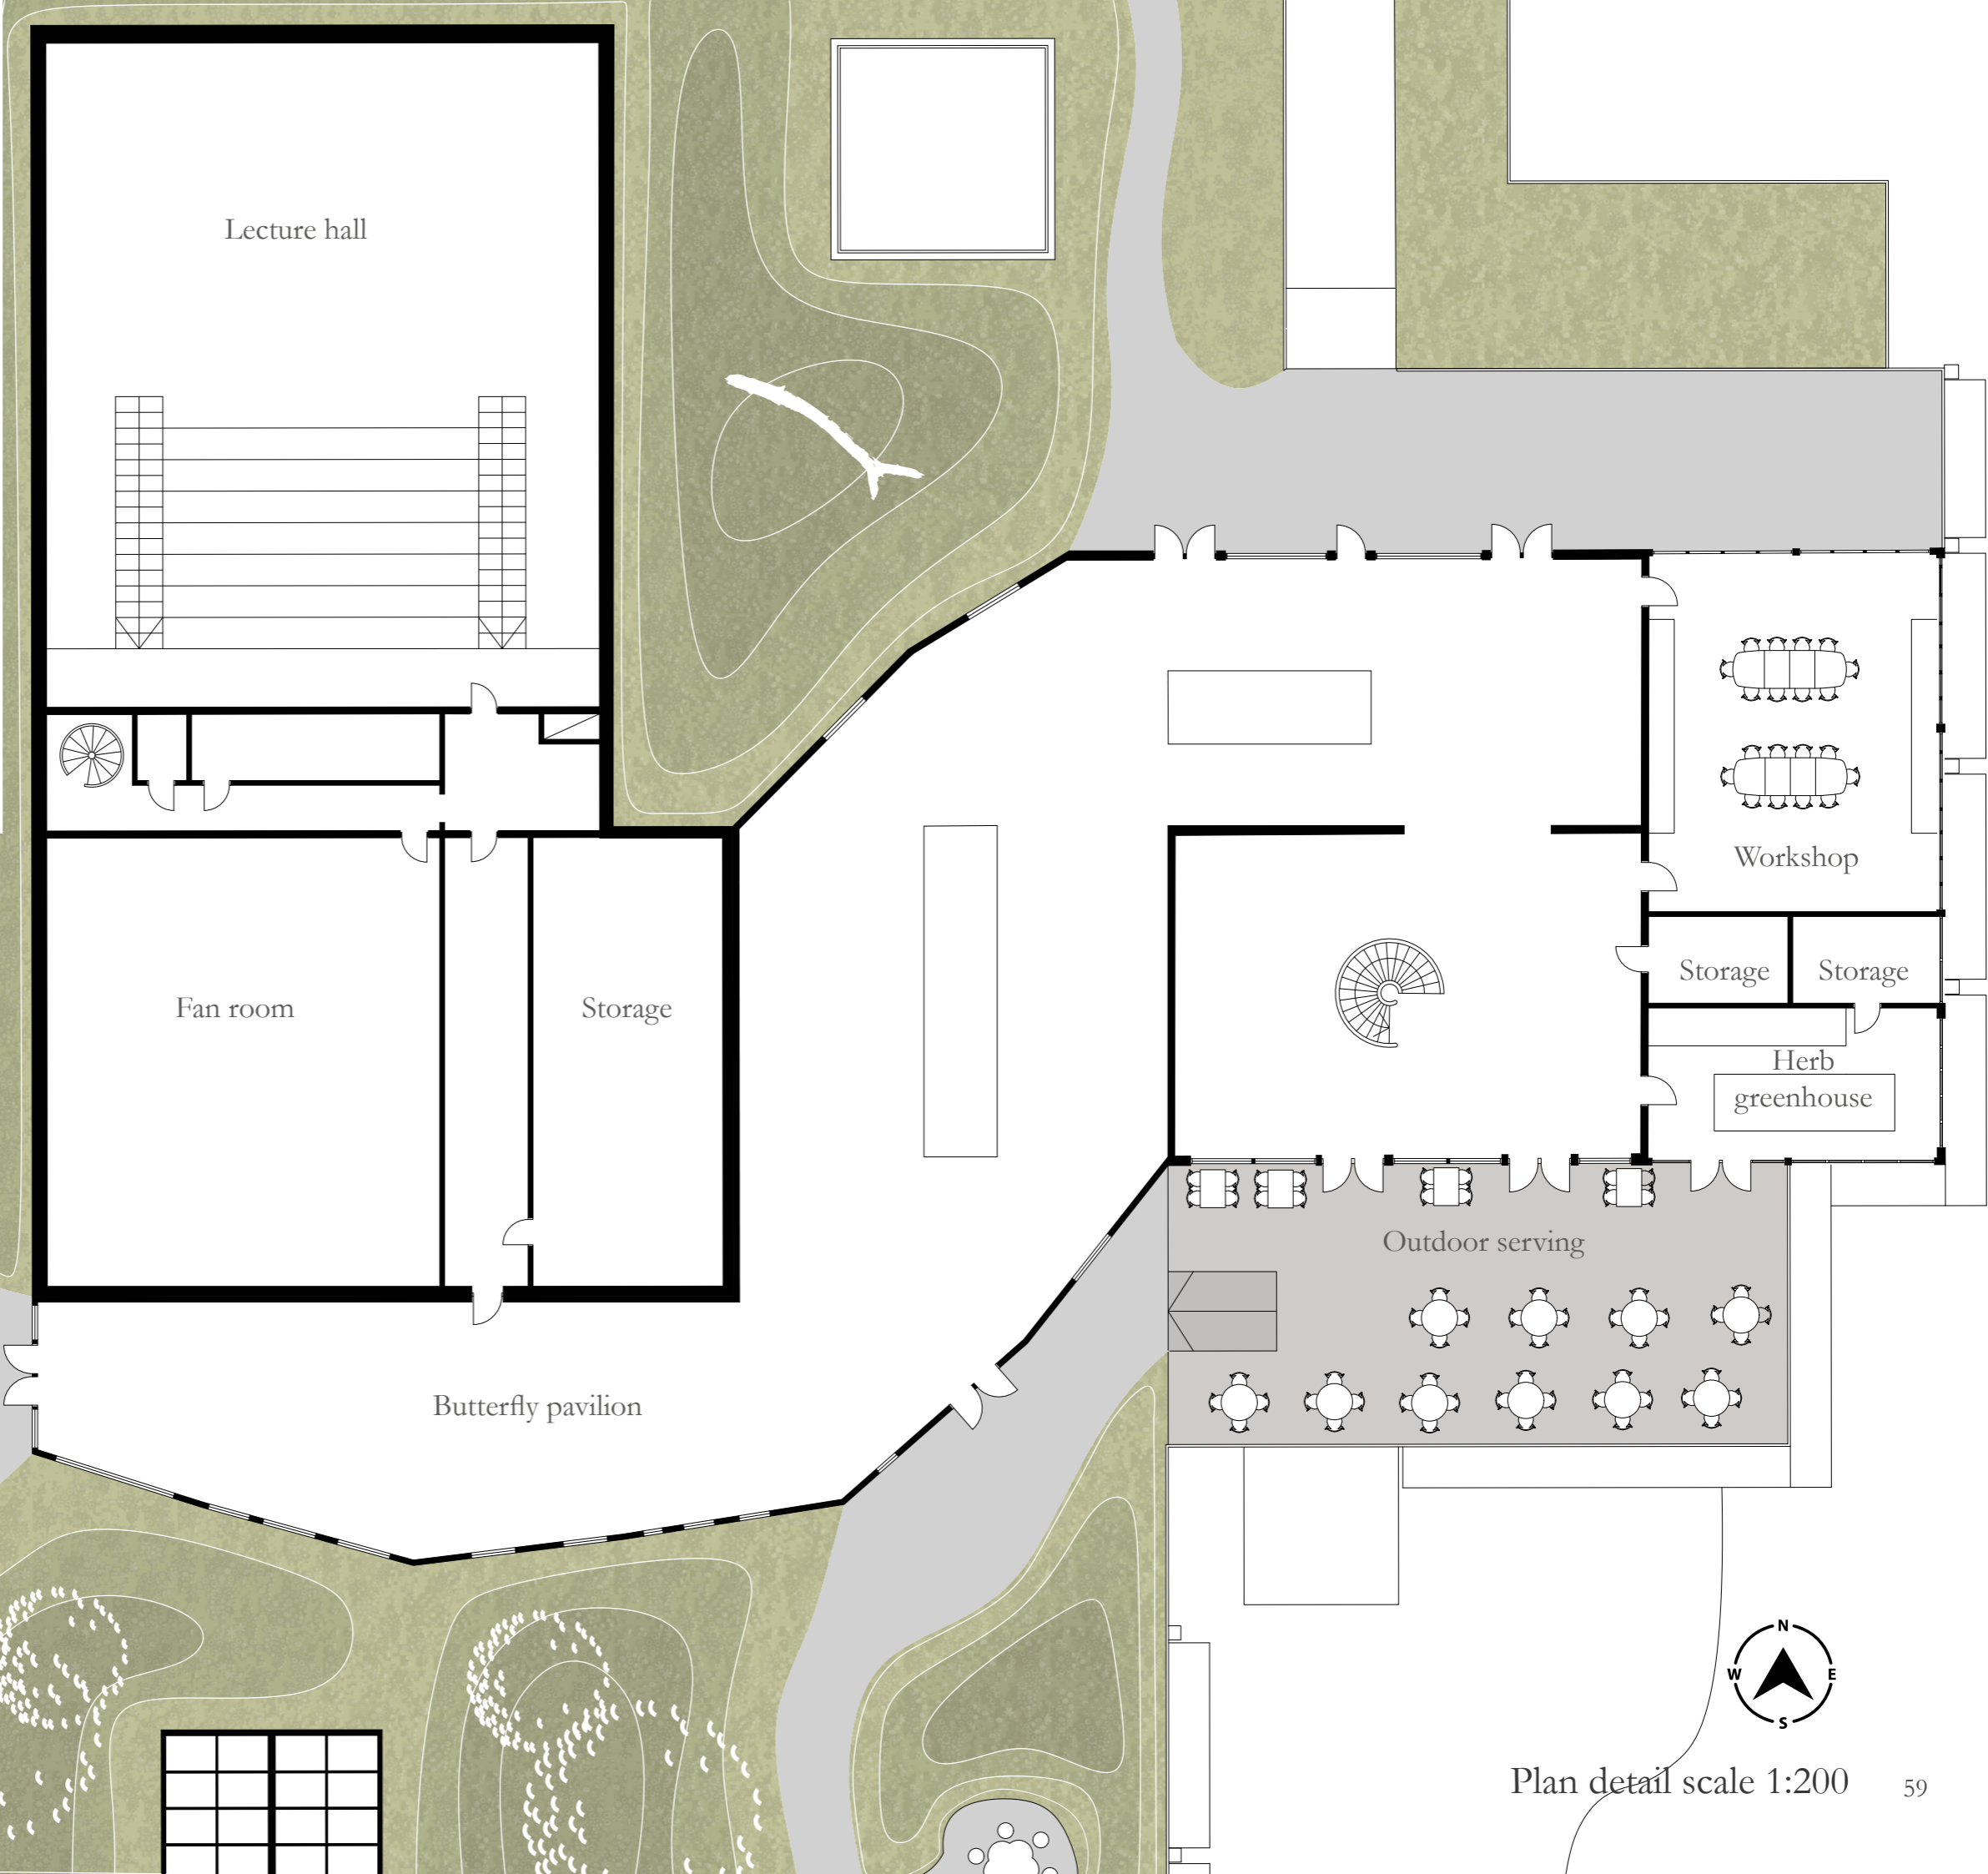 Lecture hall
Workshop
Storage
Storage
Fan room
Storage
Herb
greenhouse
Outdoor serving
Butterfly pavilion
N
W
E
S
Plan detail scale 1:200
59